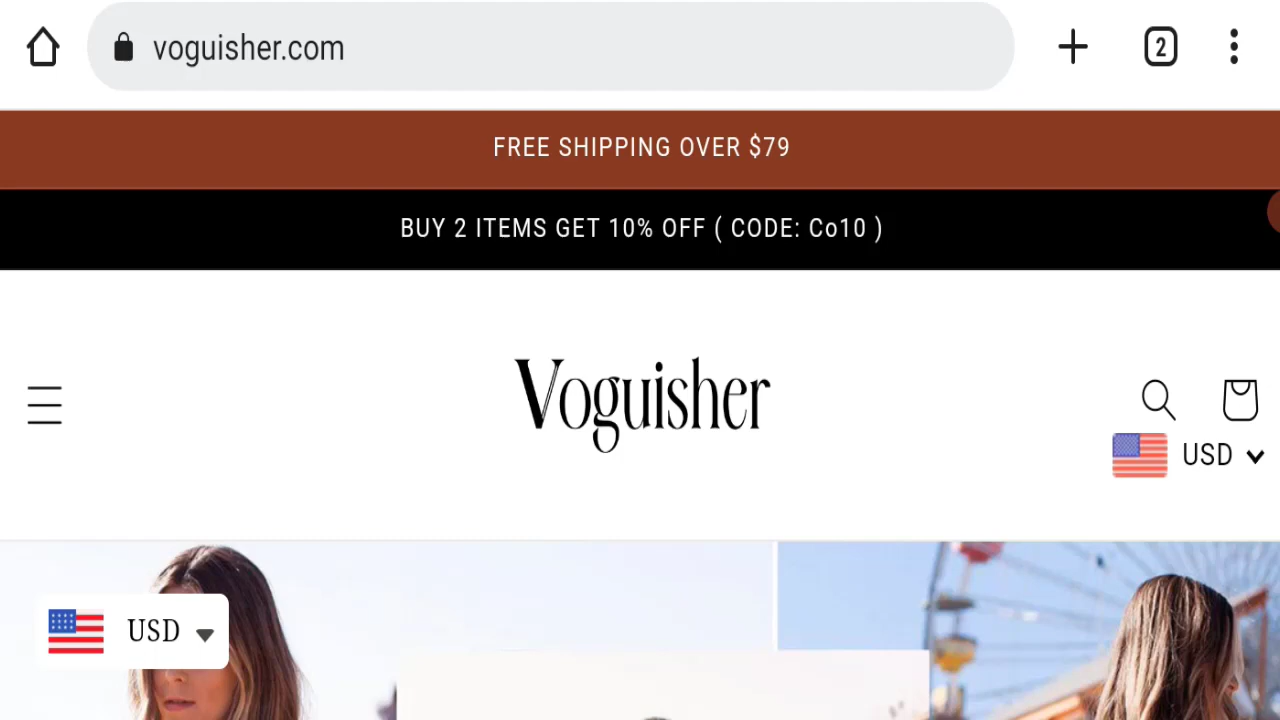 voguisher.com
2
FREE SHIPPING OVER $79
BUY 2 ITEMS GET 10% OFF ( CODE: Co10 )
Voguisher
USD
USD